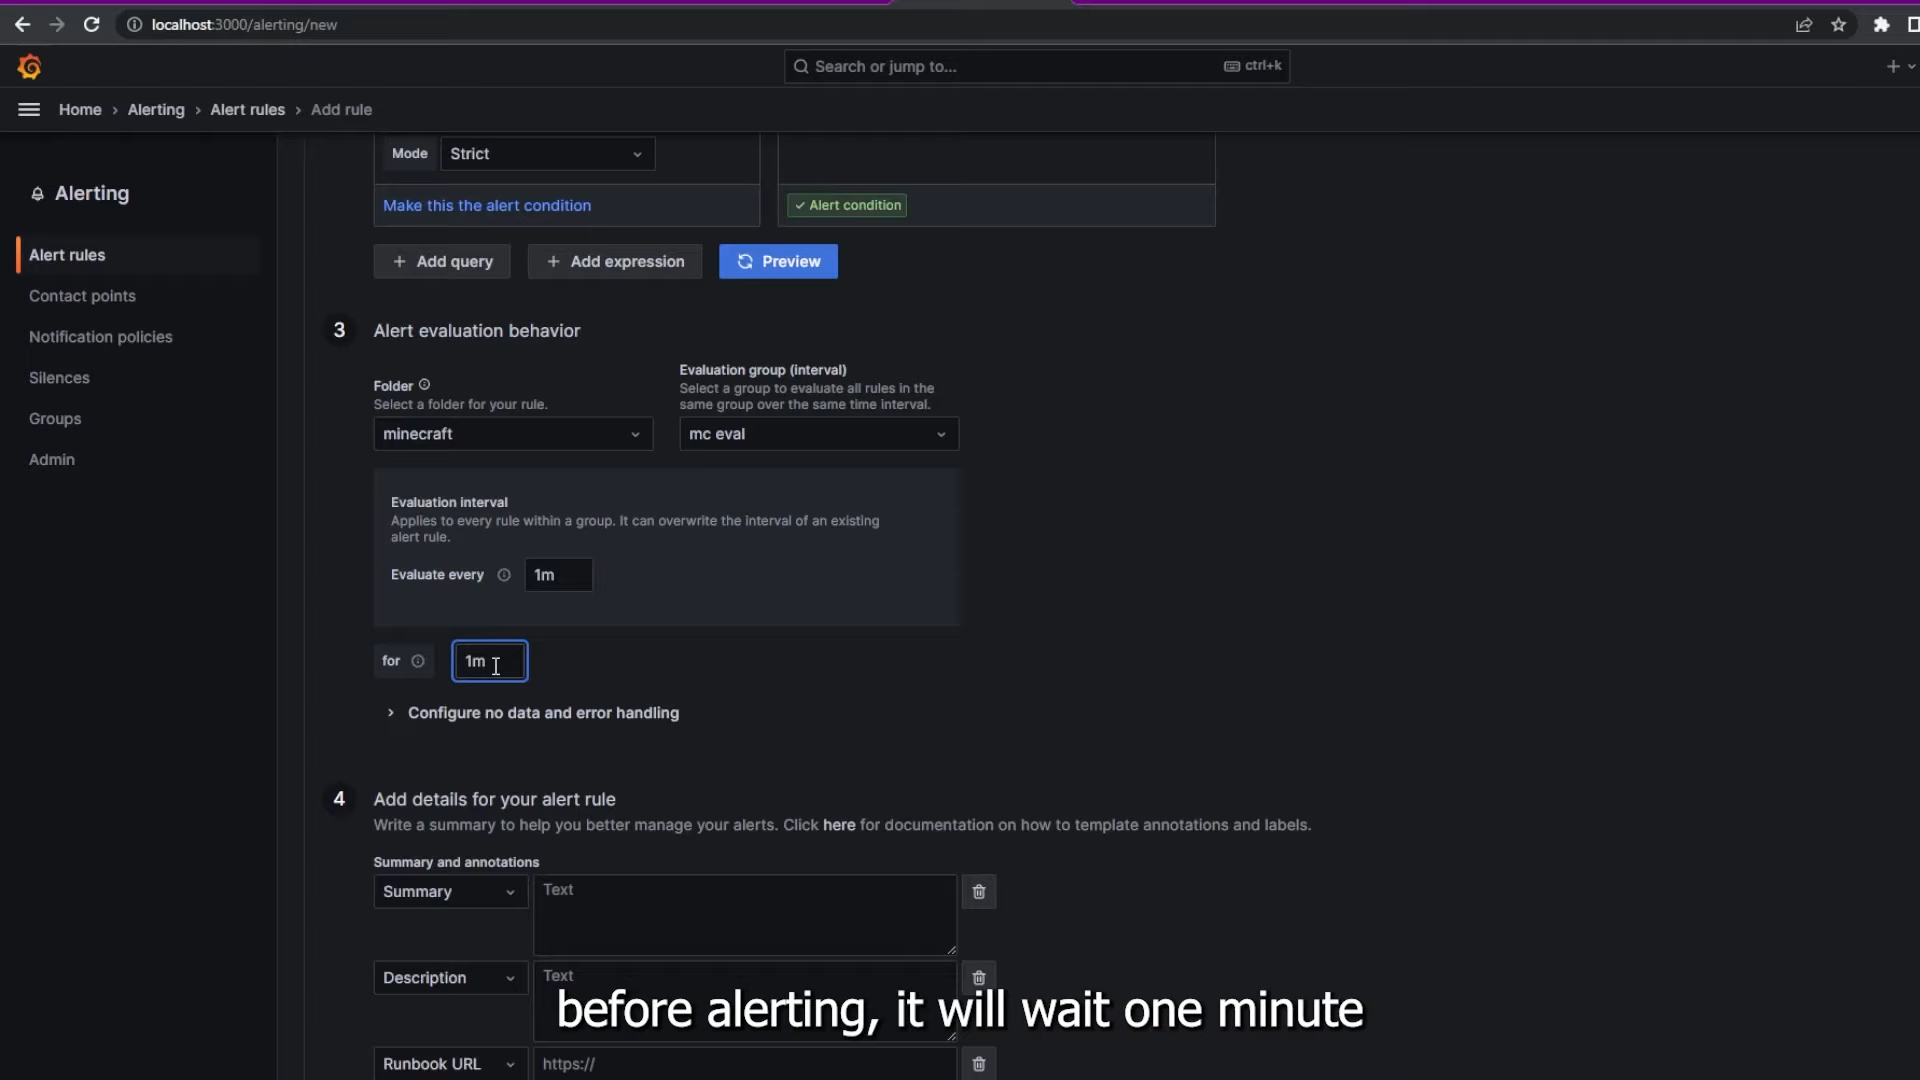 localhost:3000/alerting/new
Search or jump to...
ctrl+k
Home › Alerting › Alert rules › Add rule
Alerting
Alert rules
Contact points
Notification policies
Silences
Groups
Admin
Mode
Strict
Make this the alert condition
Alert condition
Add query
Add expression
Preview
3
Alert evaluation behavior
Folder
Select a folder for your rule.
minecraft
Evaluation group (interval)
Select a group to evaluate all rules in the
same group over the same time interval.
mc eval
Evaluation interval
Applies to every rule within a group. It can overwrite the interval of an existing
alert rule.
Evaluate every
1m
for
1m
Configure no data and error handling
4
Add details for your alert rule
Write a summary to help you better manage your alerts. Click here for documentation on how to template annotations and labels.
Summary and annotations
Summary
Text
Description
Text
before alerting, it will wait one minute
Runbook URL
https://